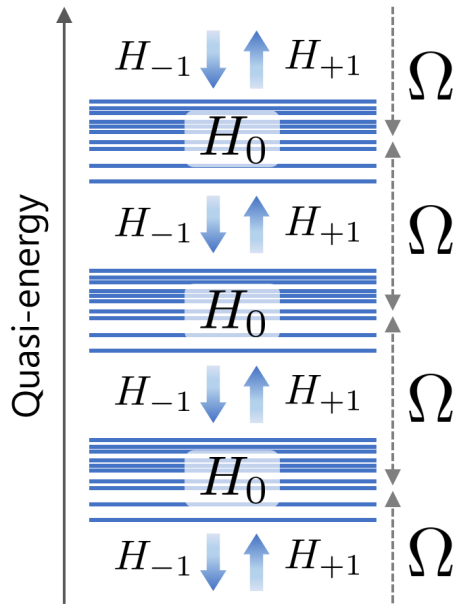 Quasi-energy
H_{-1} H_{+1} Ω
H_0
H_{-1} H_{+1} Ω
H_0
H_{-1} H_{+1} Ω
H_0
H_{-1} H_{+1} Ω